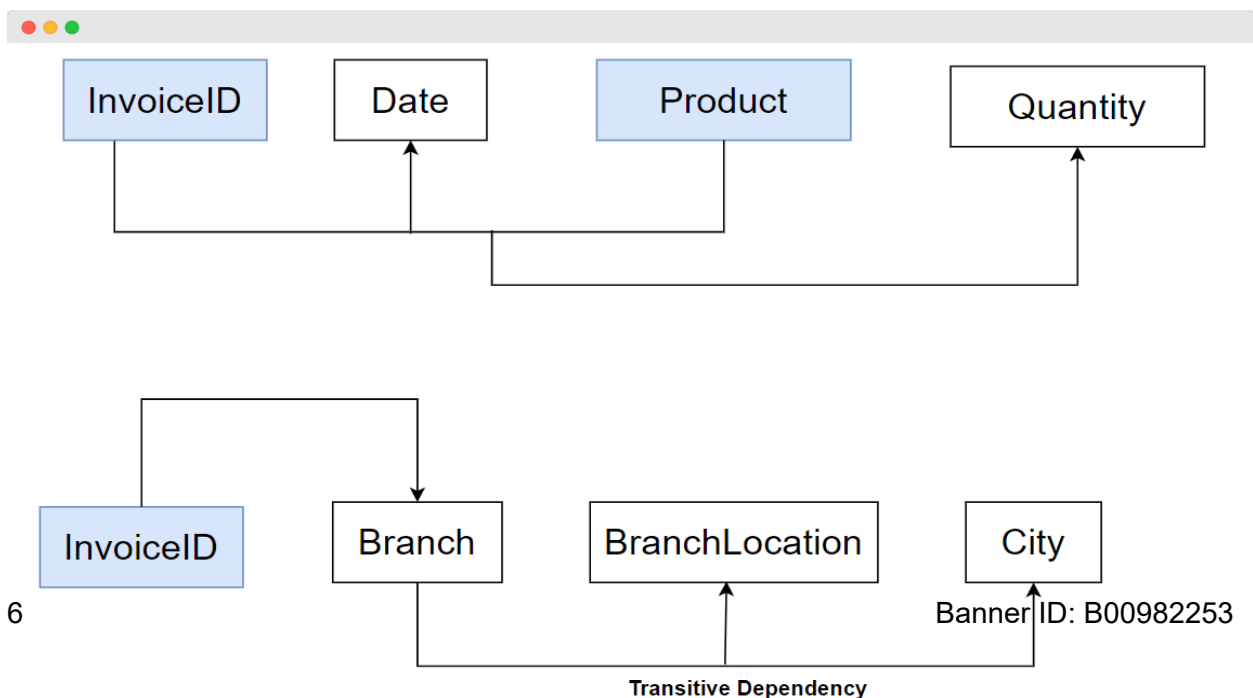 InvoiceID Date Product Quantity
InvoiceID Branch BranchLocation City
6 Banner ID: B00982253
Transitive Dependency